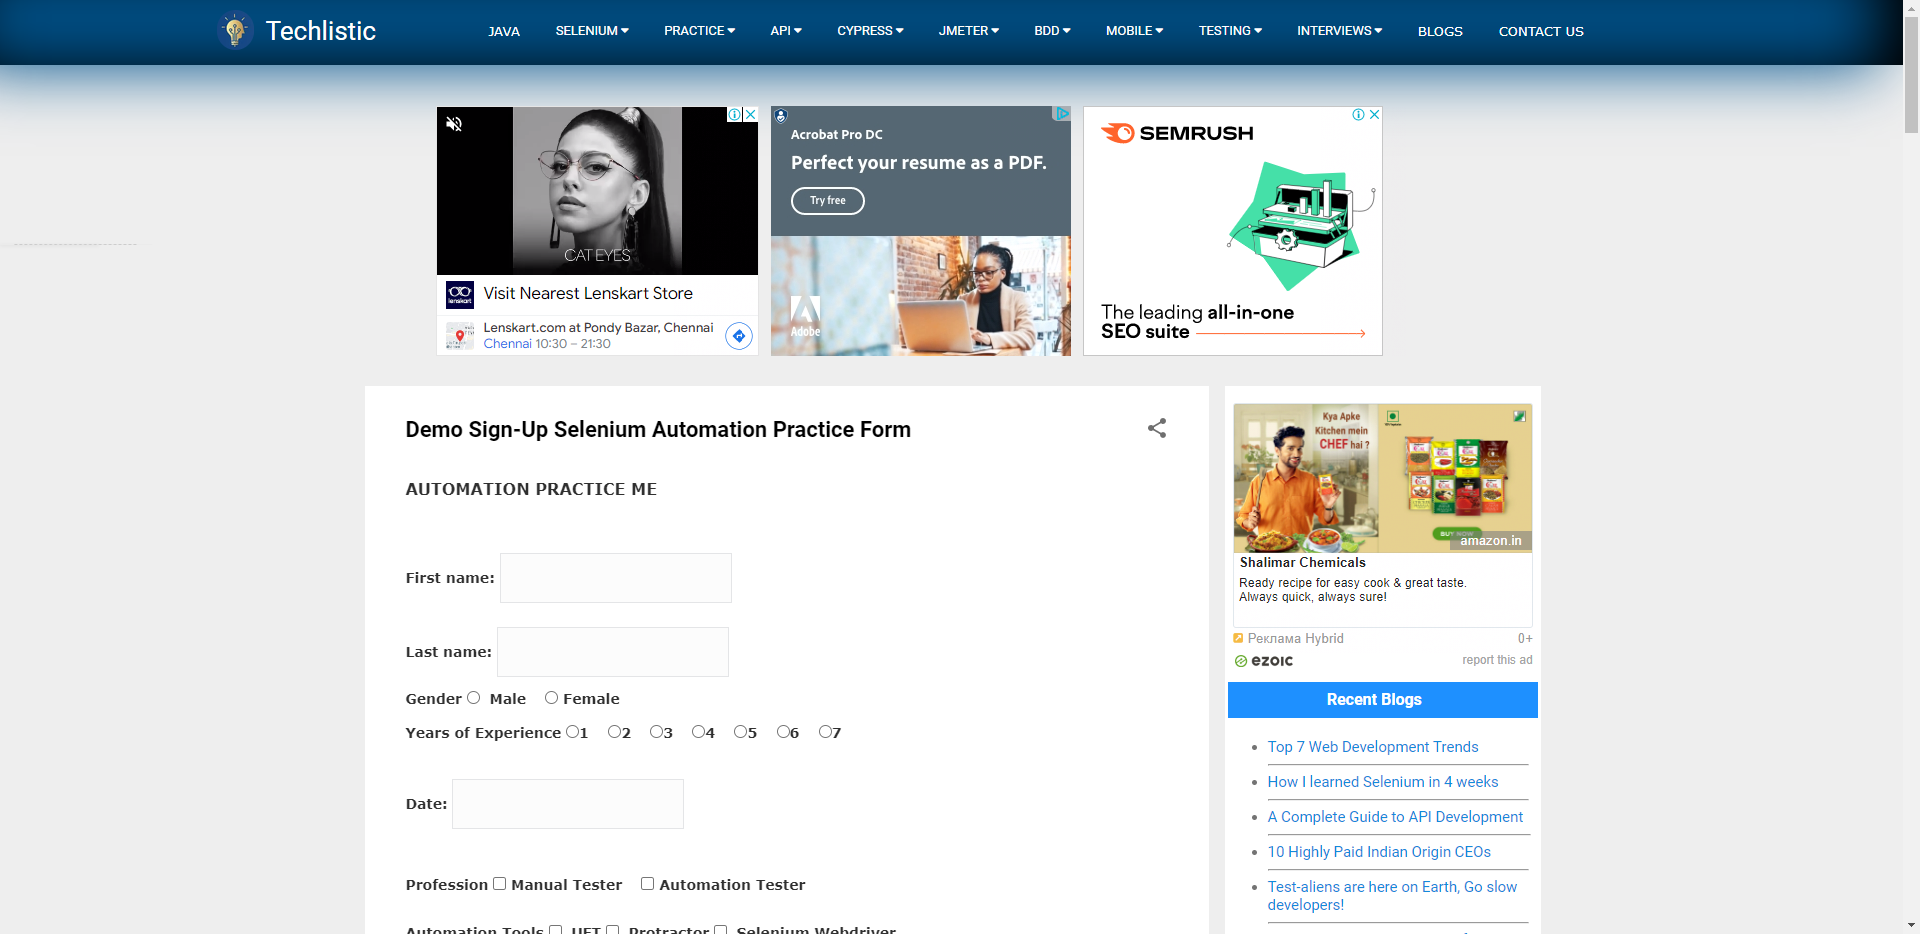 Techlistic
JAVA
SELENIUM
PRACTICE
API
CYPRESS
JMETER
BDD
MOBILE
TESTING
INTERVIEWS
BLOGS
CONTACT US
CAT EYES
lenskart
Visit Nearest Lenskart Store
Lenskart.com at Pondy Bazar, Chennai
Chennai 10:30 – 21:30
Acrobat Pro DC
Perfect your resume as a PDF.
Try free
Adobe
SEMRUSH
The leading all-in-one
SEO suite
Demo Sign-Up Selenium Automation Practice Form
AUTOMATION PRACTICE ME
First name:
Last name:
Gender Male Female
Years of Experience 1 2 3 4 5 6 7
Date:
Profession Manual Tester Automation Tester
Automation Tools UFT Protractor Selenium Webdriver
Kya Apke
Kitchen mein
CHEF hai ?
BUY NOW
amazon.in
Shalimar Chemicals
Ready recipe for easy cook & great taste.
Always quick, always sure!
Реклама Hybrid 0+
ezoic report this ad
Recent Blogs
Top 7 Web Development Trends
How I learned Selenium in 4 weeks
A Complete Guide to API Development
10 Highly Paid Indian Origin CEOs
Test-aliens are here on Earth, Go slow
developers!